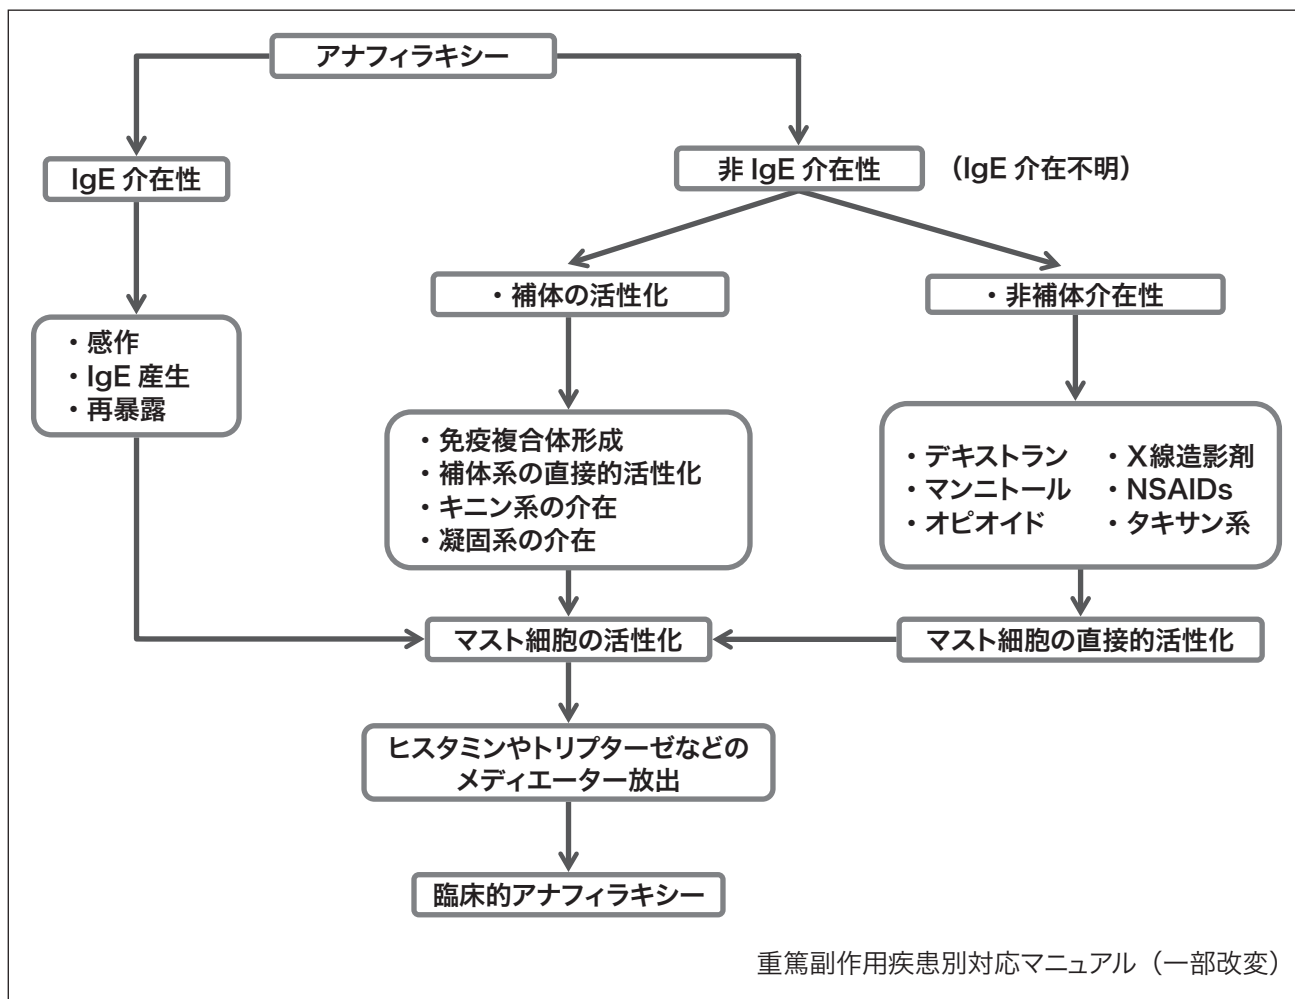 アナフィラキシー
IgE 介在性
非 IgE 介在性
（IgE 介在不明）
・補体の活性化
・非補体介在性
・感作
・IgE 産生
・再暴露
・免疫複合体形成
・補体系の直接的活性化
・キニン系の介在
・凝固系の介在
・デキストラン ・X線造影剤
・マンニトール ・NSAIDs
・オピオイド ・タキサン系
マスト細胞の活性化
マスト細胞の直接的活性化
ヒスタミンやトリプターゼなどの
メディエーター放出
臨床的アナフィラキシー
重篤副作用疾患別対応マニュアル（一部改変）